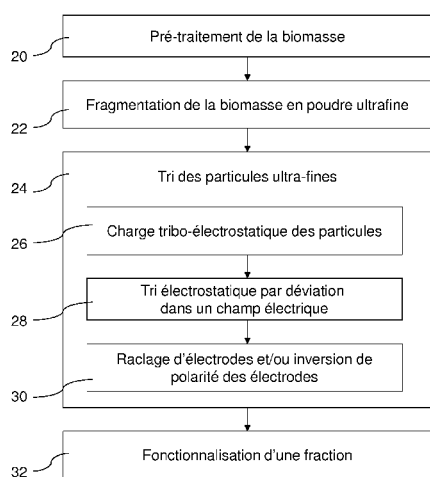 Pré-traitement de la biomasse
20
Fragmentation de la biomasse en poudre ultrafine
22
24
Tri des particules ultra-fines
Charge tribo-électrostatique des particules
26
Tri électrostatique par déviation
dans un champ électrique
28
Raclage d'électrodes et/ou inversion de
polarité des électrodes
30
Fonctionnalisation d'une fraction
32